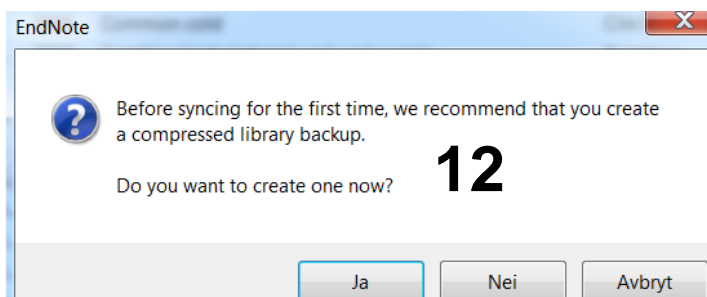 EndNote
Before syncing for the first time, we recommend that you create
a compressed library backup.
Do you want to create one now?
12
Ja
Nei
Avbryt